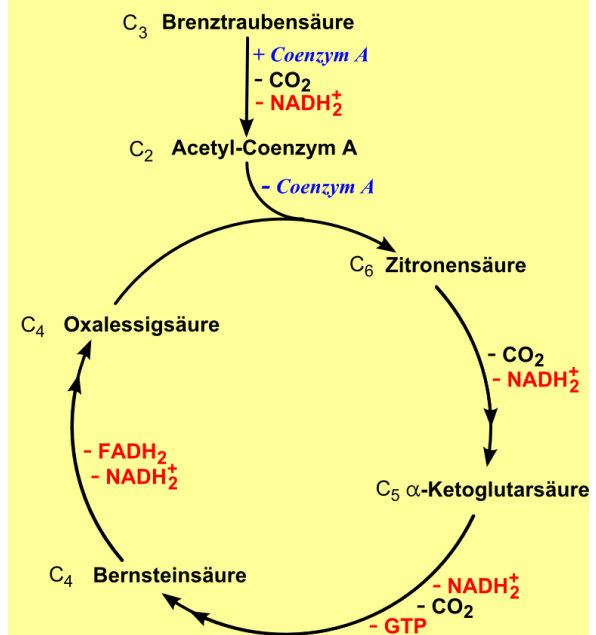 C₃ Brenztraubensäure
+ Coenzym A
- CO₂
- NADH₂⁺
C₂ Acetyl-Coenzym A
- Coenzym A
C₆ Zitronensäure
C₄ Oxalessigsäure
- CO₂
- NADH₂⁺
- FADH₂
- NADH₂⁺
C₅ α-Ketoglutarsäure
C₄ Bernsteinsäure
- NADH₂⁺
- CO₂
- GTP